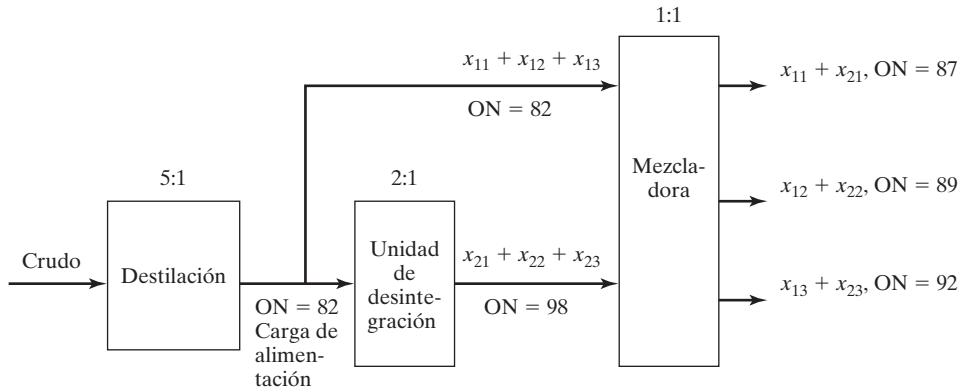 1:1
x11 + x12 + x13
x11 + x21, ON = 87
ON = 82
Mezcla-
dora
5:1
2:1
x12 + x22, ON = 89
Crudo
Destilación
Unidad
de
desinte-
gración
x21 + x22 + x23
ON = 98
x13 + x23, ON = 92
ON = 82
Carga de
alimen-
tación